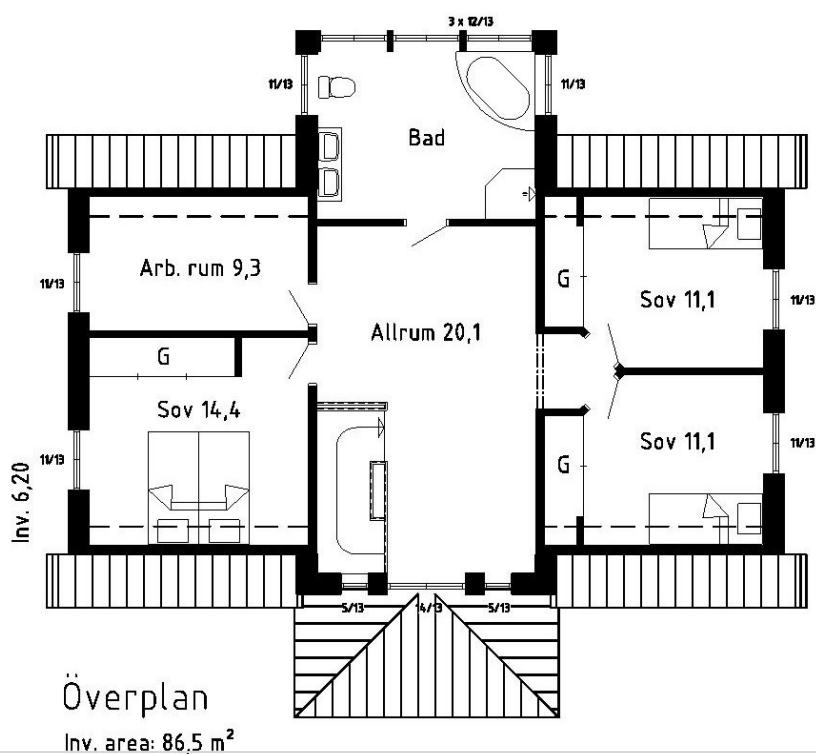 3 x 12/13
11/13
11/13
Bad
Arb. rum 9,3
11/13
G
Sov 11,1
11/13
Allrum 20,1
G
Sov 14,4
11/13
G
Sov 11,1
11/13
Inv. 6,20
5/13
14/13
5/13
Överplan
Inv. area: 86,5 m²